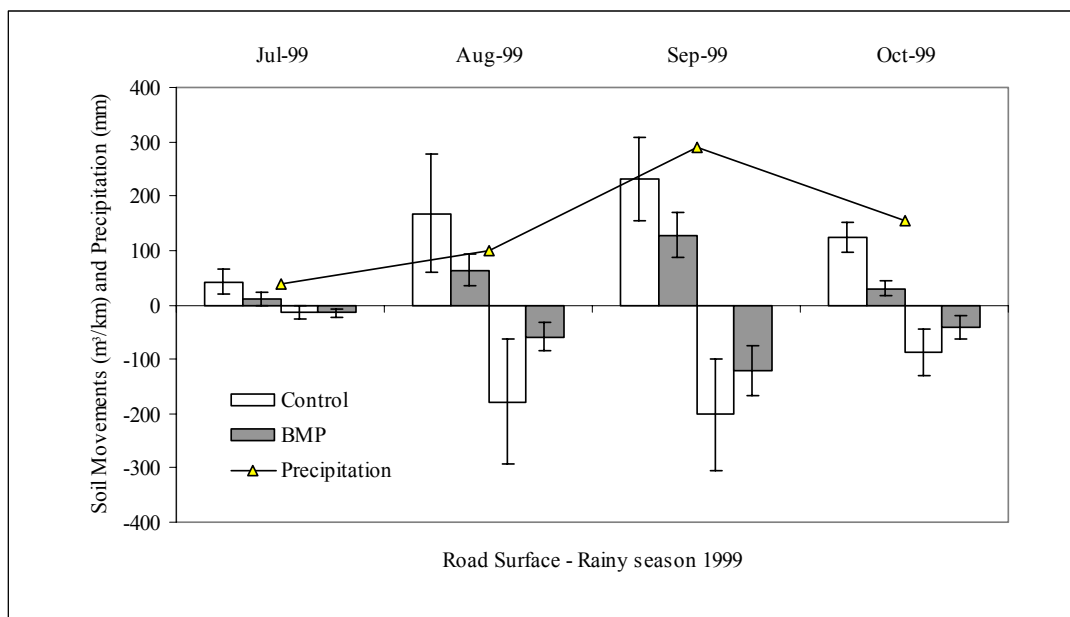 Jul-99 Aug-99 Sep-99 Oct-99
Soil Movements (m³/km) and Precipitation (mm)
400
300
200
100
0
-100
-200
-300
-400
Control
BMP
Precipitation
Road Surface - Rainy season 1999